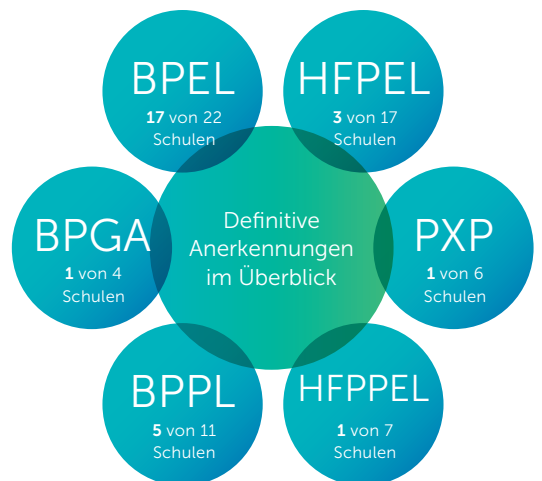 BPEL
17 von 22
Schulen
HFPEL
3 von 17
Schulen
Definitive
Anerkennungen
im Überblick
BPGA
1 von 4
Schulen
PXP
1 von 6
Schulen
BPPL
5 von 11
Schulen
HFPPEL
1 von 7
Schulen